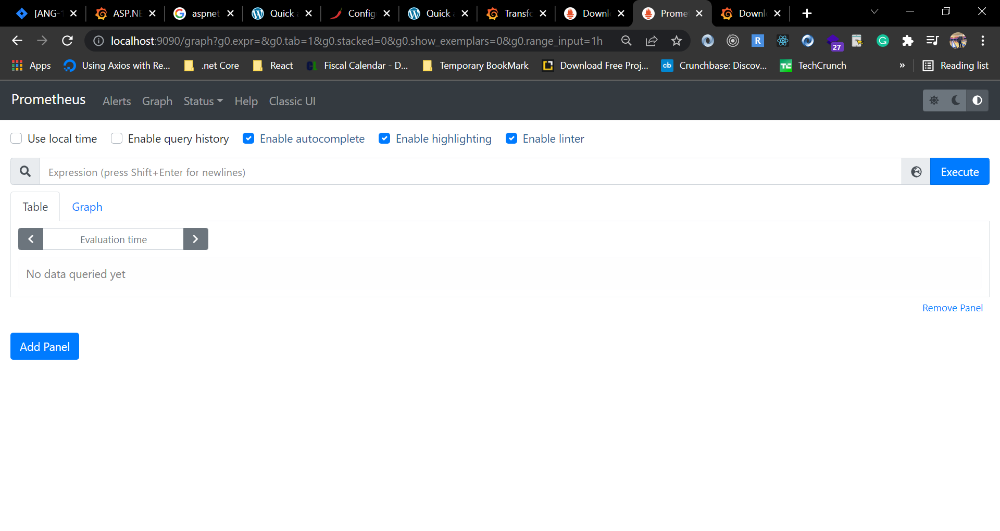 [ANG- ASP.NE aspnet Quick a Config Quick a Transfo Downl Prome Downl
localhost:9090/graph?g0.expr=&g0.tab=1&g0.stacked=0&g0.show_exemplars=0&g0.range_input=1h R 27
Apps Using Axios with Re... .net Core React CL Fiscal Calendar - D... Temporary BookMark Download Free Proj... cb Crunchbase: Discov... TC TechCrunch » Reading list
Prometheus Alerts Graph Status Help Classic UI
Use local time Enable query history Enable autocomplete Enable highlighting Enable linter
Expression (press Shift+Enter for newlines) Execute
Table Graph
Evaluation time
No data queried yet
Remove Panel
Add Panel